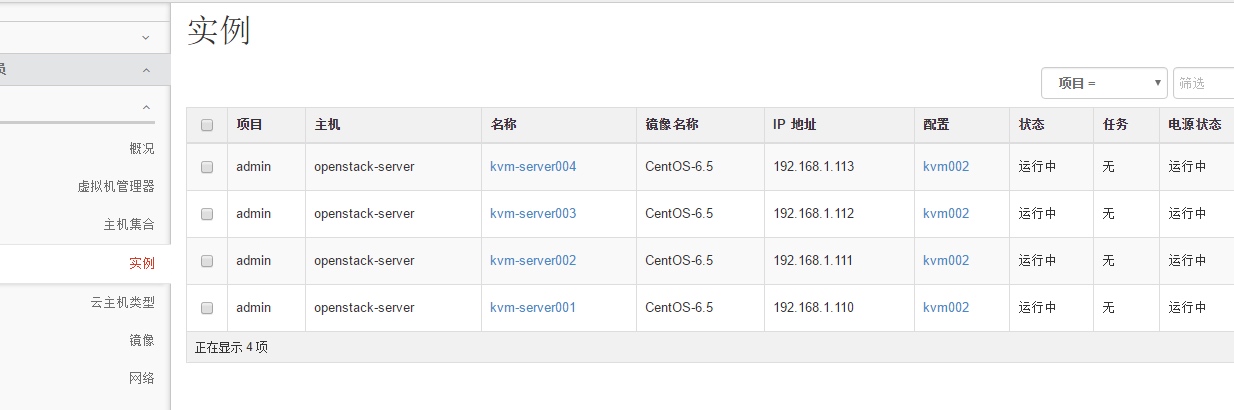 实例
员
项目 =
筛选
概况
虚拟机管理器
主机集合
实例
云主机类型
镜像
网络
项目 主机 名称 镜像名称 IP 地址 配置 状态 任务 电源状态
admin openstack-server kvm-server004 CentOS-6.5 192.168.1.113 kvm002 运行中 无 运行中
admin openstack-server kvm-server003 CentOS-6.5 192.168.1.112 kvm002 运行中 无 运行中
admin openstack-server kvm-server002 CentOS-6.5 192.168.1.111 kvm002 运行中 无 运行中
admin openstack-server kvm-server001 CentOS-6.5 192.168.1.110 kvm002 运行中 无 运行中
正在显示 4 项